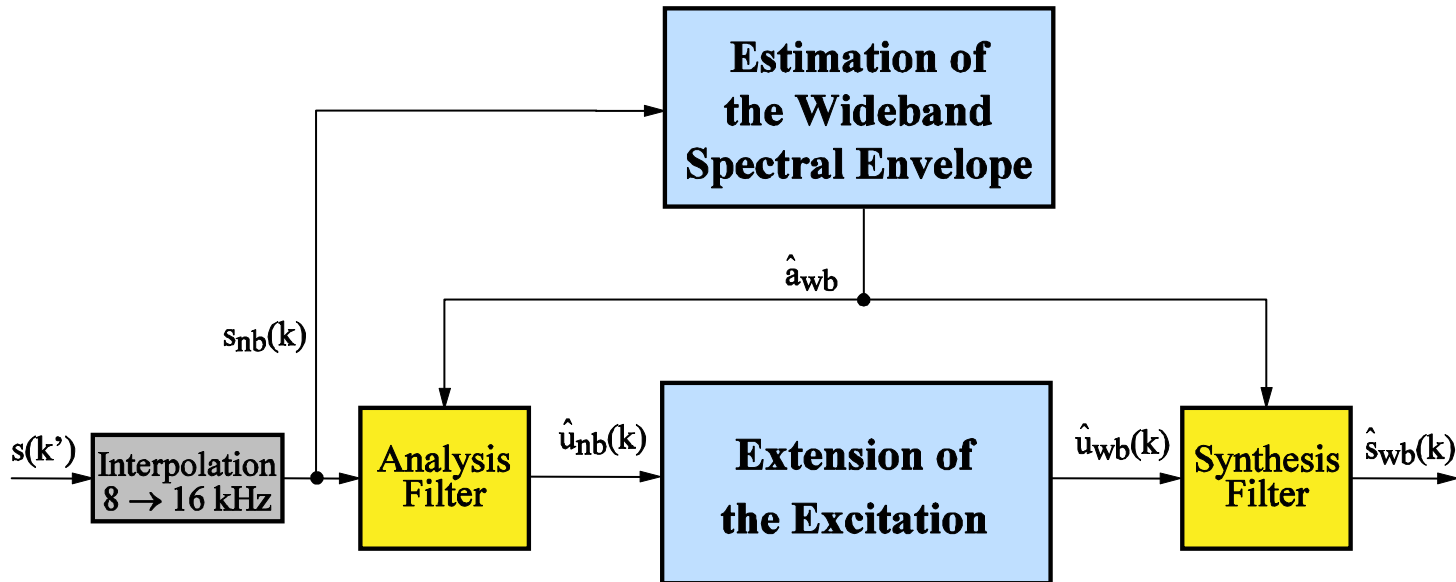 Estimation of
the Wideband
Spectral Envelope
â_wb
s_nb(k)
s(k’)
Interpolation
8 → 16 kHz
Analysis
Filter
û_nb(k)
Extension of
the Excitation
û_wb(k)
Synthesis
Filter
ŝ_wb(k)